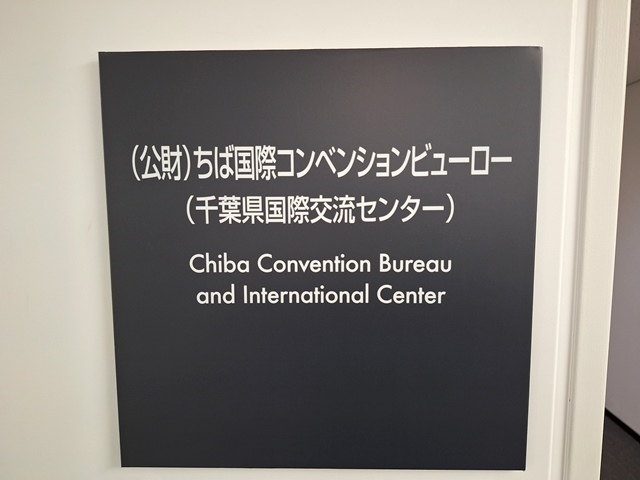 （公財）ちば国際コンベンションビューロー
（千葉県国際交流センター）
Chiba Convention Bureau
and International Center